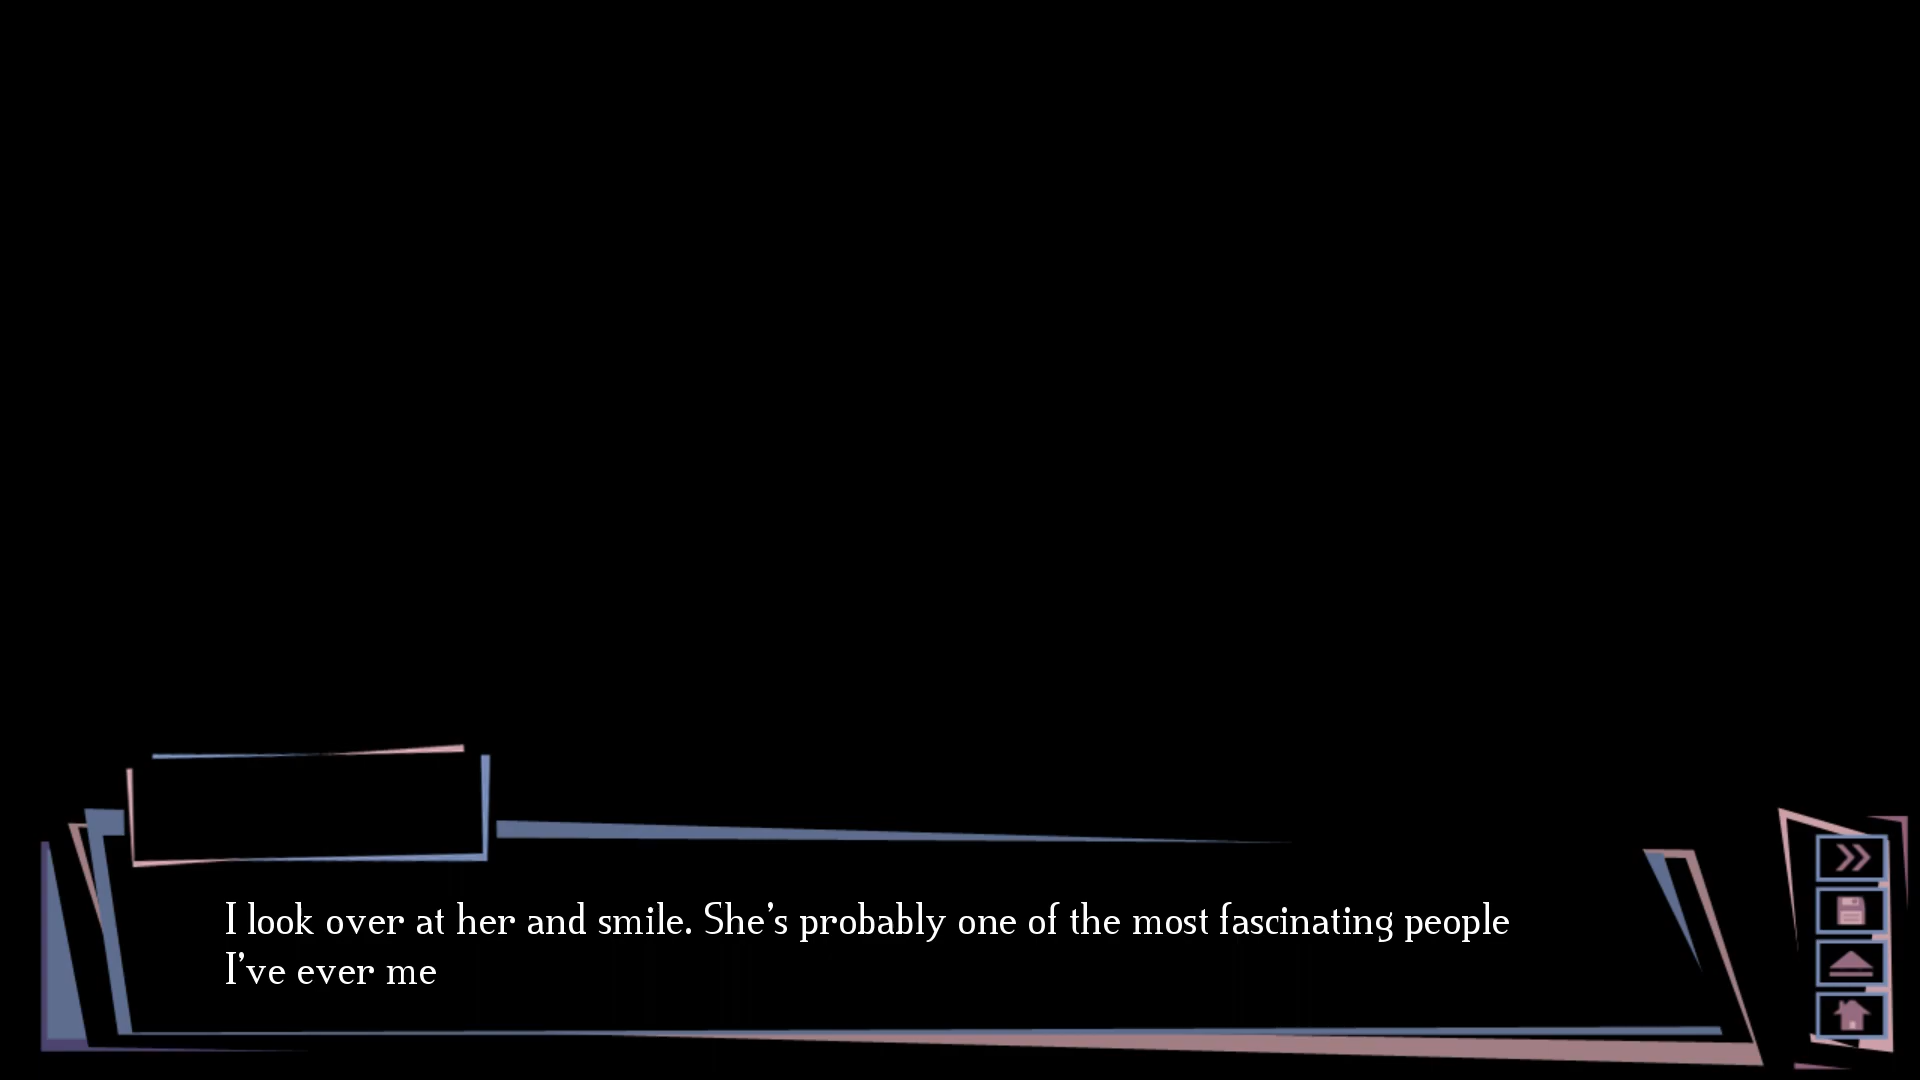 I look over at her and smile. She's probably one of the most fascinating people
I've ever me